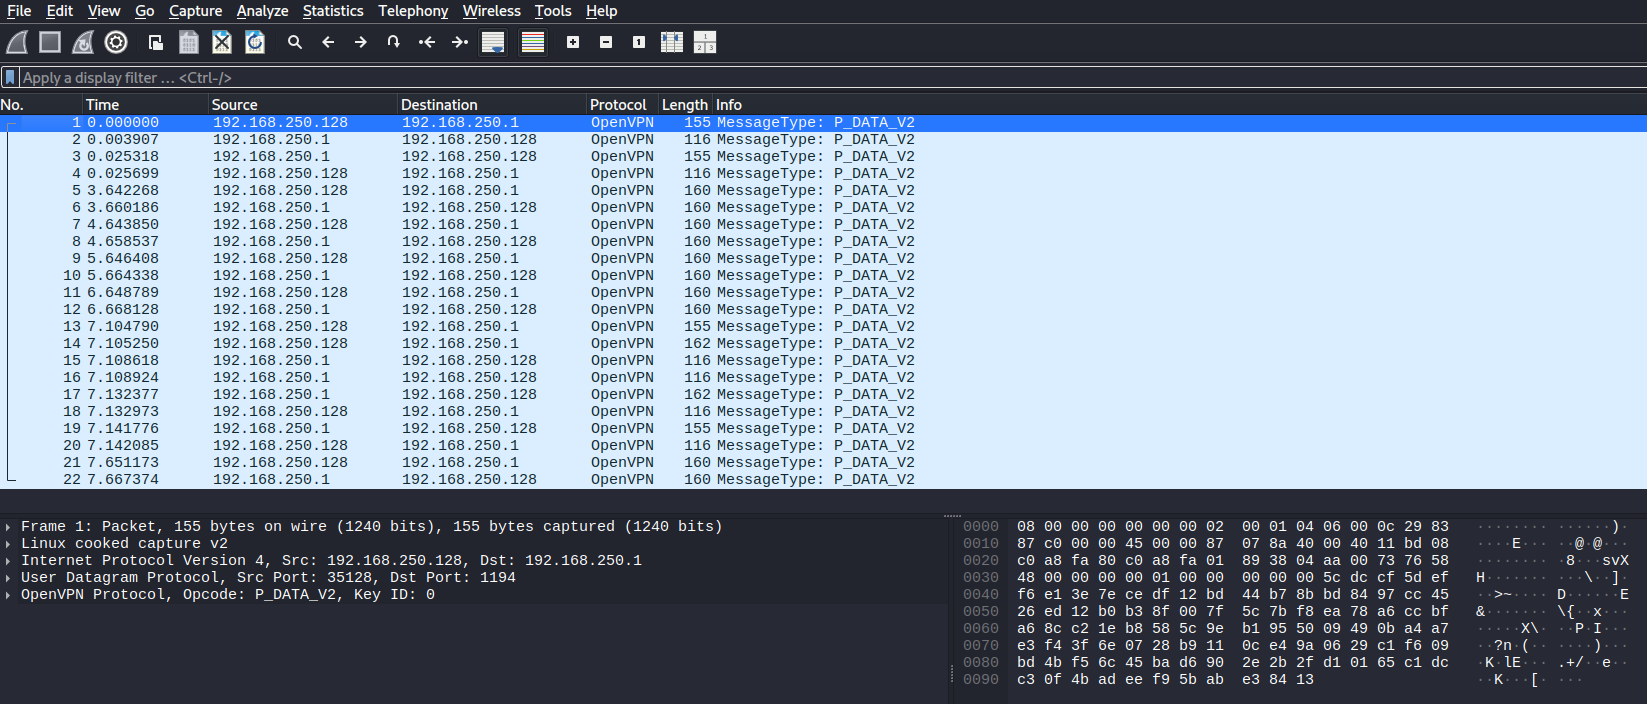 File Edit View Go Capture Analyze Statistics Telephony Wireless Tools Help
Apply a display filter … <Ctrl-/>
No. Time Source Destination Protocol Length Info
1 0.000000 192.168.250.128 192.168.250.1 OpenVPN 155 MessageType: P_DATA_V2
2 0.003907 192.168.250.1 192.168.250.128 OpenVPN 116 MessageType: P_DATA_V2
3 0.025318 192.168.250.1 192.168.250.128 OpenVPN 155 MessageType: P_DATA_V2
4 0.025699 192.168.250.128 192.168.250.1 OpenVPN 116 MessageType: P_DATA_V2
5 3.642268 192.168.250.128 192.168.250.1 OpenVPN 160 MessageType: P_DATA_V2
6 3.660186 192.168.250.1 192.168.250.128 OpenVPN 160 MessageType: P_DATA_V2
7 4.643850 192.168.250.128 192.168.250.1 OpenVPN 160 MessageType: P_DATA_V2
8 4.658537 192.168.250.1 192.168.250.128 OpenVPN 160 MessageType: P_DATA_V2
9 5.646408 192.168.250.128 192.168.250.1 OpenVPN 160 MessageType: P_DATA_V2
10 5.664338 192.168.250.1 192.168.250.128 OpenVPN 160 MessageType: P_DATA_V2
11 6.648789 192.168.250.128 192.168.250.1 OpenVPN 160 MessageType: P_DATA_V2
12 6.668128 192.168.250.1 192.168.250.128 OpenVPN 160 MessageType: P_DATA_V2
13 7.104790 192.168.250.128 192.168.250.1 OpenVPN 155 MessageType: P_DATA_V2
14 7.105250 192.168.250.128 192.168.250.1 OpenVPN 162 MessageType: P_DATA_V2
15 7.108618 192.168.250.1 192.168.250.128 OpenVPN 116 MessageType: P_DATA_V2
16 7.108924 192.168.250.1 192.168.250.128 OpenVPN 116 MessageType: P_DATA_V2
17 7.132377 192.168.250.1 192.168.250.128 OpenVPN 162 MessageType: P_DATA_V2
18 7.132973 192.168.250.128 192.168.250.1 OpenVPN 116 MessageType: P_DATA_V2
19 7.141776 192.168.250.1 192.168.250.128 OpenVPN 155 MessageType: P_DATA_V2
20 7.142085 192.168.250.128 192.168.250.1 OpenVPN 116 MessageType: P_DATA_V2
21 7.651173 192.168.250.128 192.168.250.1 OpenVPN 160 MessageType: P_DATA_V2
22 7.667374 192.168.250.1 192.168.250.128 OpenVPN 160 MessageType: P_DATA_V2
Frame 1: Packet, 155 bytes on wire (1240 bits), 155 bytes captured (1240 bits)
Linux cooked capture v2
Internet Protocol Version 4, Src: 192.168.250.128, Dst: 192.168.250.1
User Datagram Protocol, Src Port: 35128, Dst Port: 1194
OpenVPN Protocol, Opcode: P_DATA_V2, Key ID: 0
0000 08 00 00 00 00 00 00 02 00 01 04 06 00 0c 29 83 ········ ······)·
0010 87 c0 00 00 45 00 00 87 07 8a 40 00 40 11 bd 08 ····E··· ··@·@···
0020 c0 a8 fa 80 c0 a8 fa 01 89 38 04 aa 00 73 76 58 ········ ·8···svX
0030 48 00 00 00 00 01 00 00 00 00 00 5c dc cf 5d ef H······· ···\··]·
0040 f6 e1 3e 7e ce df 12 bd 44 b7 8b bd 84 97 cc 45 ··>~···· D······E
0050 26 ed 12 b0 b3 8f 00 7f 5c 7b f8 ea 78 a6 cc bf &······· \{··x···
0060 a6 8c c2 1e b8 58 5c 9e b1 95 50 09 49 0b a4 a7 ·····X\· ··P·I···
0070 e3 f4 3f 6e 07 28 b9 11 0c e4 9a 06 29 c1 f6 09 ··?n·(·· ····)···
0080 bd 4b f5 6c 45 ba d6 90 2e 2b 2f d1 01 65 c1 dc ·K·lE··· .+/··e··
0090 c3 0f 4b ad ee f9 5b ab e3 84 13 ··K···[· ···